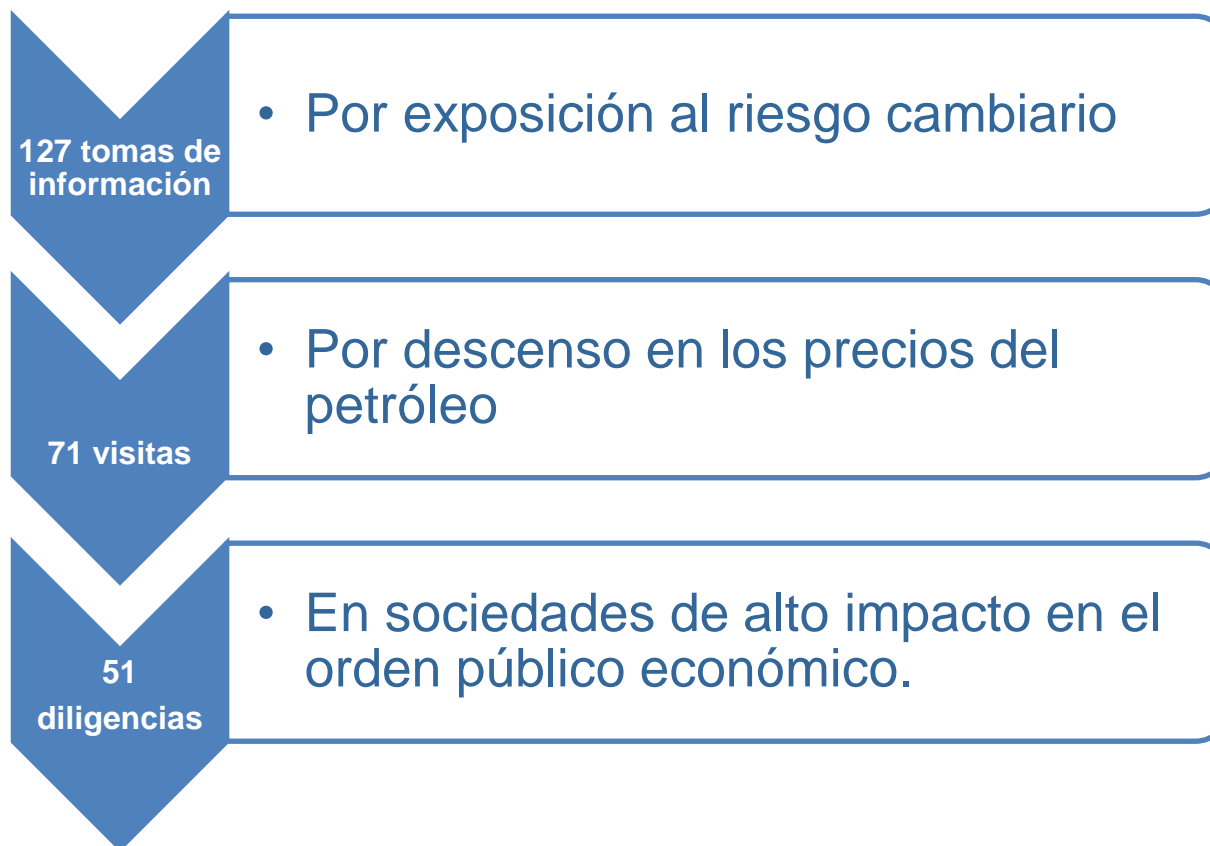 127 tomas de
información
• Por exposición al riesgo cambiario
71 visitas
• Por descenso en los precios del
petróleo
51
diligencias
• En sociedades de alto impacto en el
orden público económico.